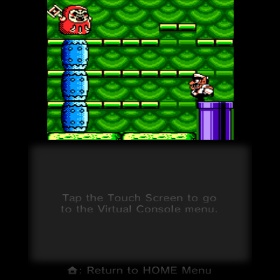 Tap the Touch Screen to go
to the Virtual Console menu.
: Return to HOME Menu